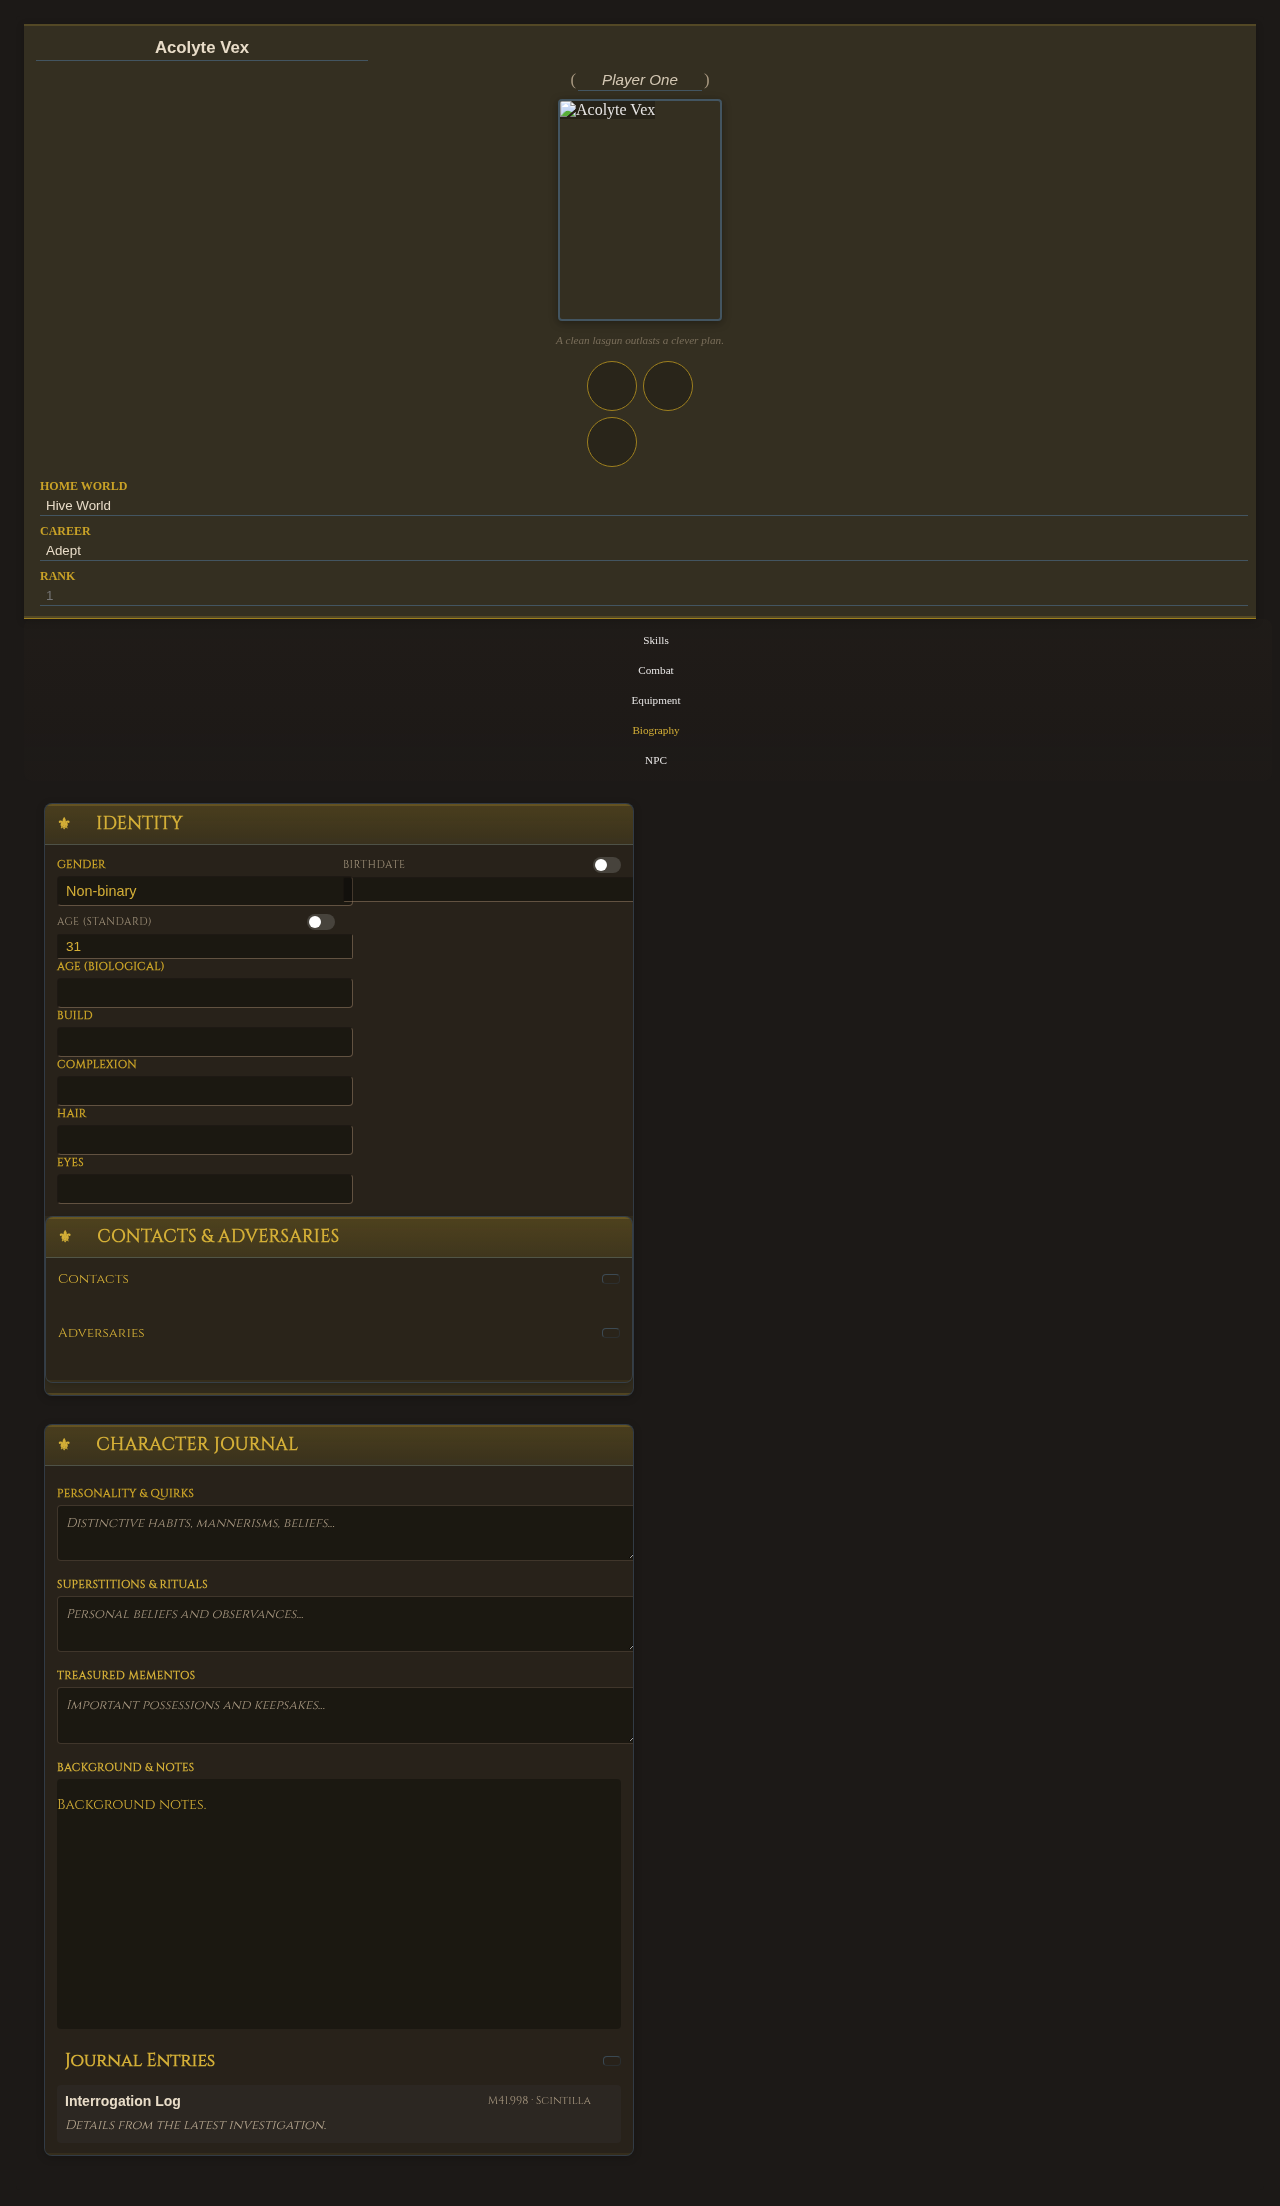 Acolyte Vex
( Player One )
Acolyte Vex
A clean lasgun outlasts a clever plan.
HOME WORLD
Hive World
CAREER
Adept
RANK
1
Skills
Combat
Equipment
Biography
NPC
IDENTITY
GENDER
Non-binary
BIRTHDATE
AGE (STANDARD)
31
AGE (BIOLOGICAL)
BUILD
COMPLEXION
HAIR
EYES
CONTACTS & ADVERSARIES
Contacts
Adversaries
CHARACTER JOURNAL
PERSONALITY & QUIRKS
Distinctive habits, mannerisms, beliefs...
SUPERSTITIONS & RITUALS
Personal beliefs and observances...
TREASURED MEMENTOS
Important possessions and keepsakes...
BACKGROUND & NOTES
Background notes.
Journal Entries
Interrogation Log
M41.998 · Scintilla
Details from the latest investigation.